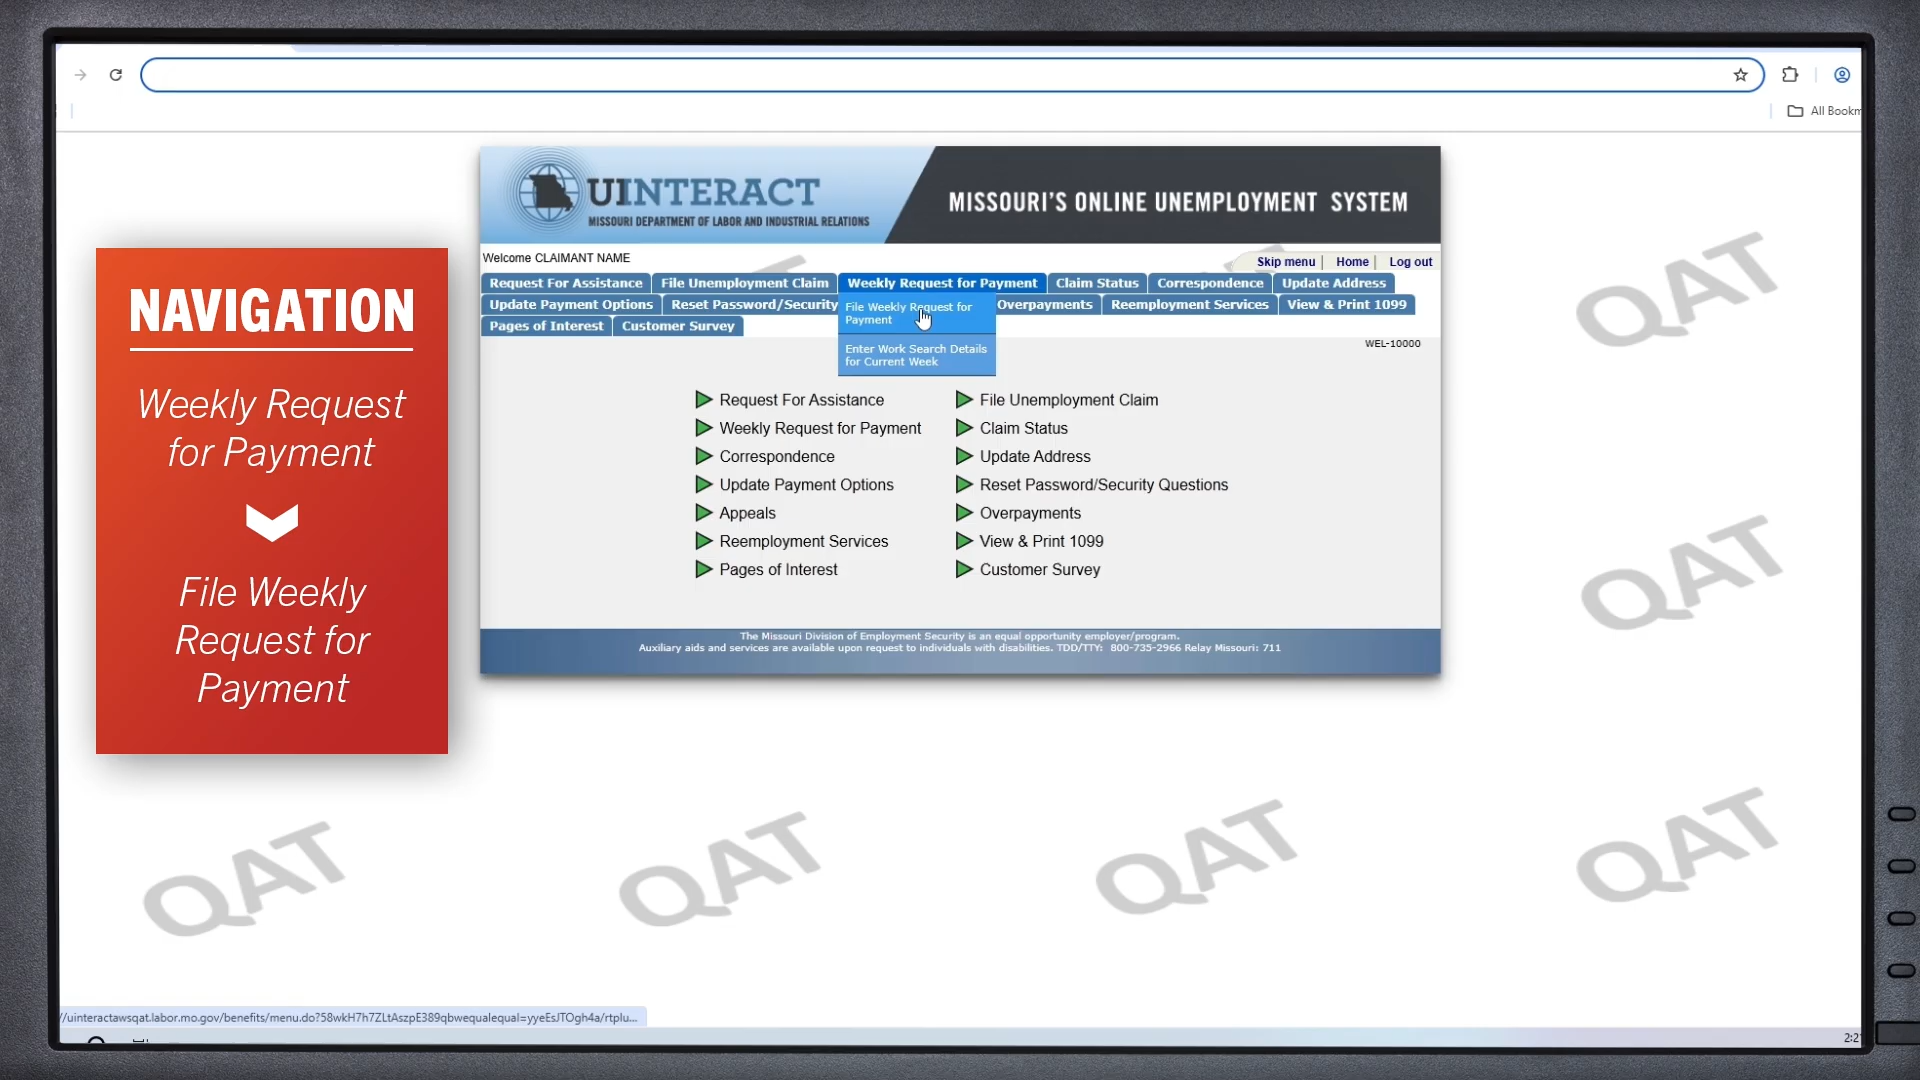 All Bookm
UINTERACT
MISSOURI DEPARTMENT OF LABOR AND INDUSTRIAL RELATIONS
MISSOURI'S ONLINE UNEMPLOYMENT SYSTEM
Welcome CLAIMANT NAME
Skip menu | Home | Log out
Request For Assistance File Unemployment Claim Weekly Request for Payment Claim Status Correspondence Update Address
Update Payment Options Reset Password/Security Overpayments Reemployment Services View & Print 1099
Pages of Interest Customer Survey
File Weekly Request for
Payment
Enter Work Search Details
for Current Week
WEL-10000
Request For Assistance File Unemployment Claim
Weekly Request for Payment Claim Status
Correspondence Update Address
Update Payment Options Reset Password/Security Questions
Appeals Overpayments
Reemployment Services View & Print 1099
Pages of Interest Customer Survey
The Missouri Division of Employment Security is an equal opportunity employer/program.
Auxiliary aids and services are available upon request to individuals with disabilities. TDD/TTY: 800-735-2966 Relay Missouri: 711
NAVIGATION
Weekly Request
for Payment
File Weekly
Request for
Payment
QAT
QAT
QAT
QAT
QAT
QAT
//uinteractawsqat.labor.mo.gov/benefits/menu.do?58wkH7h7ZLtAszpE389qbwequalequal=yyeEsJTOgh4a/rtplu...
2:2